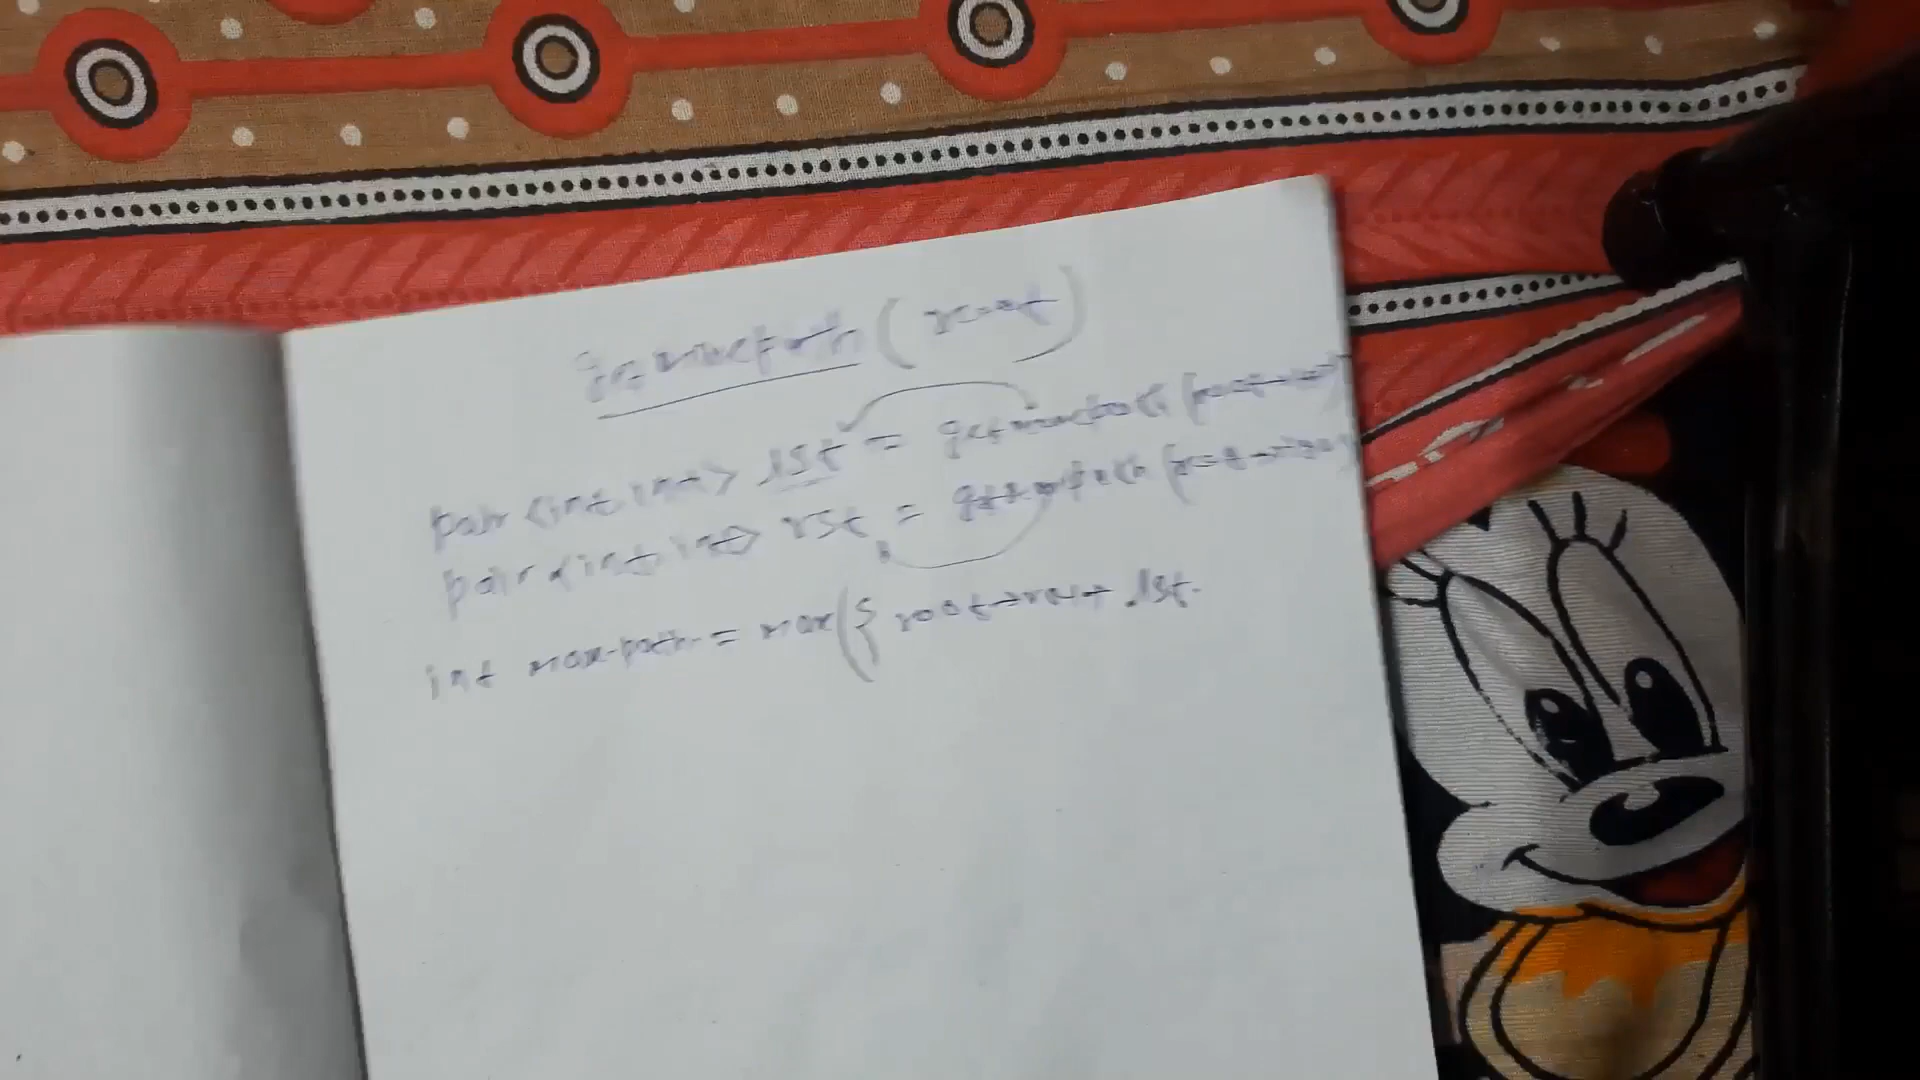 getmaxpath (root)
pair <int, int> lst = getmaxpath (root->left)
pair <int, int> rst = getmaxpath (root->right)
int max-path = max({ root->val + lst.